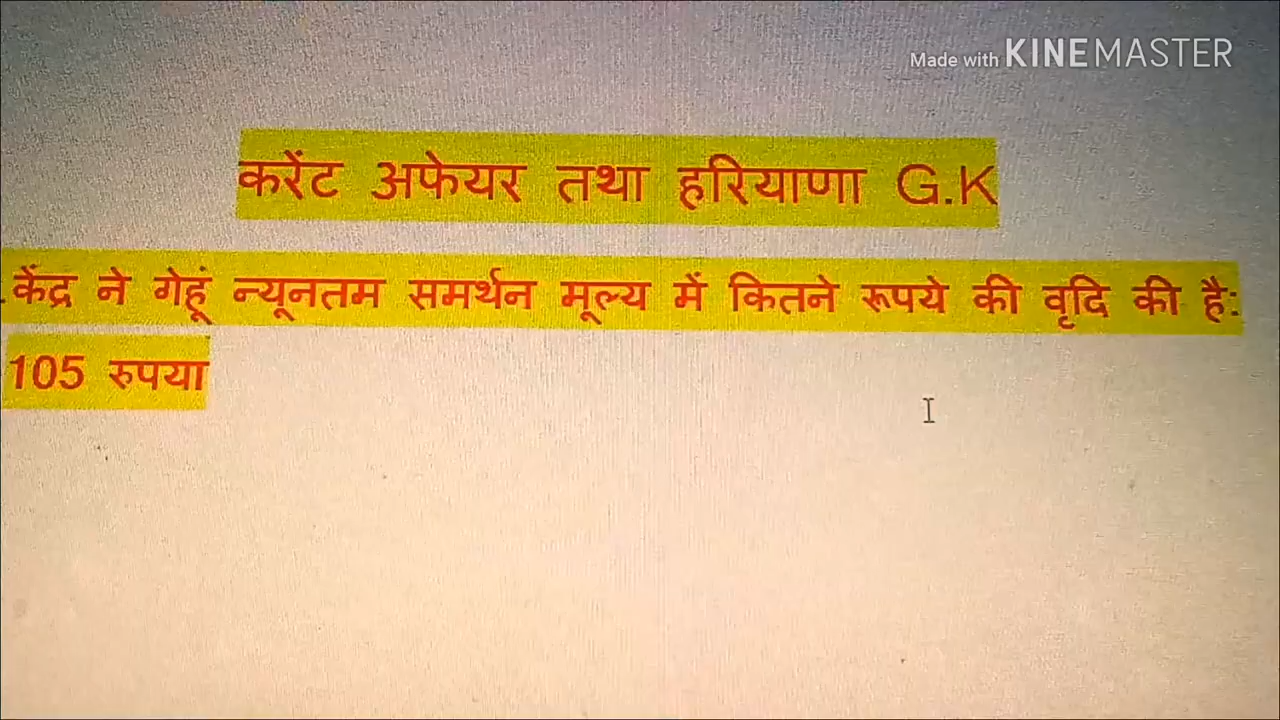 Made with KINEMASTER
करेंट अफेयर तथा हरियाणा G.K
.केंद्र ने गेहूं न्यूनतम समर्थन मूल्य में कितने रूपये की वृदि की है:
105 रुपया